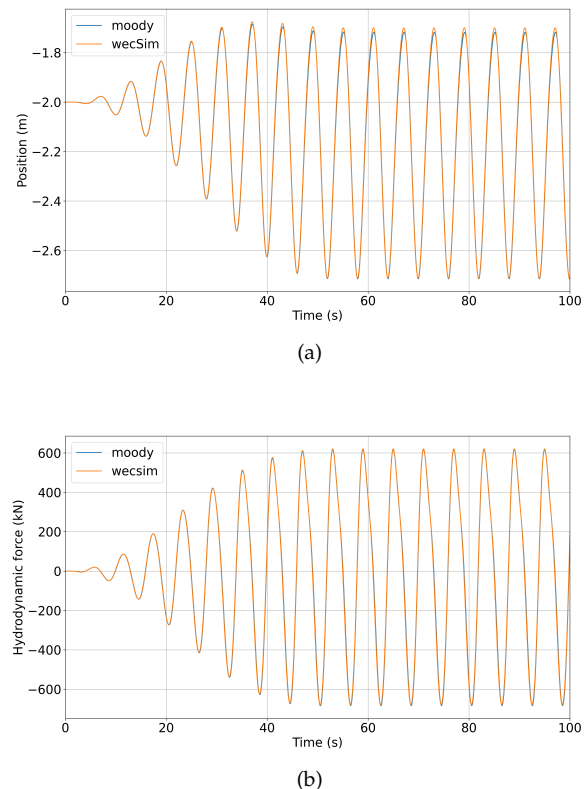 moody
wecSim
−1.8
−2.0
−2.2
−2.4
−2.6
Position (m)
0 20 40 60 80 100
Time (s)
(a)
moody
wecsim
600
400
200
0
−200
−400
−600
Hydrodynamic force (kN)
0 20 40 60 80 100
Time (s)
(b)